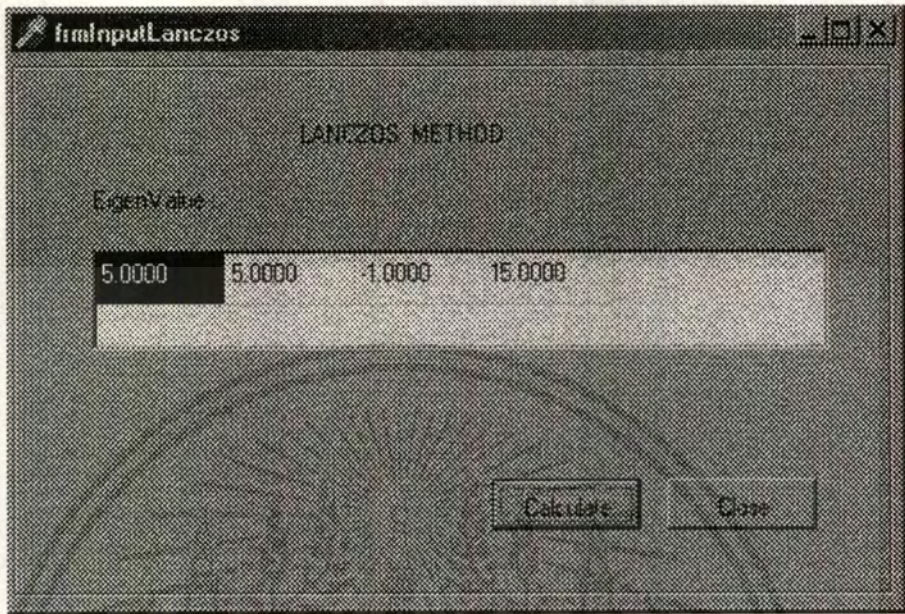 frmInputLanczos
LANCZOS METHOD
EigenValue
5.0000 5.0000 -1.0000 15.0000
Calculate Close